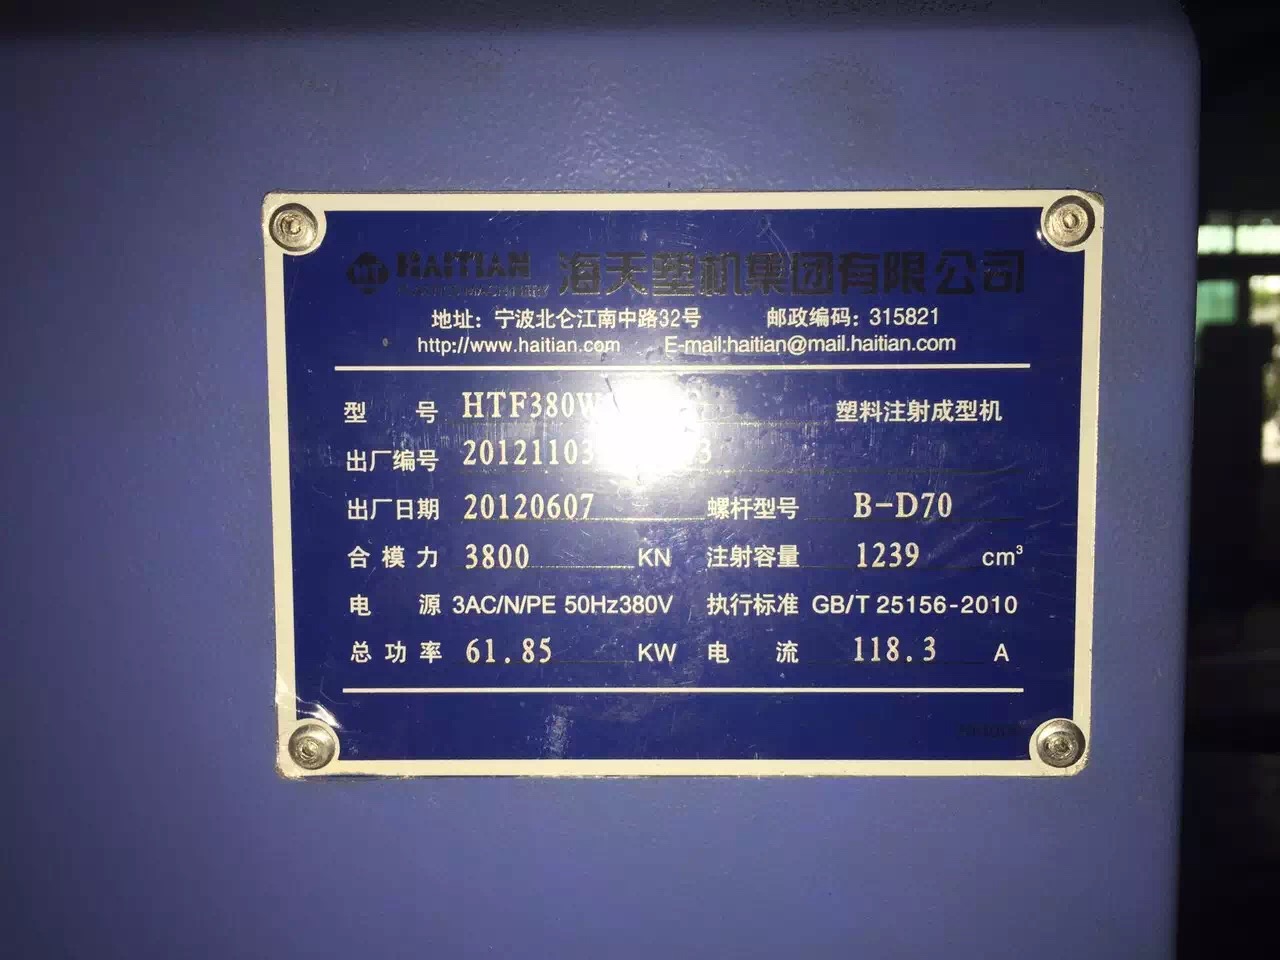 HAITIAN 海天塑机集团有限公司
地址：宁波北仑江南中路32号 邮政编码：315821
http://www.haitian.com E-mail:haitian@mail.haitian.com
型号 塑料注射成型机
出厂编号
出厂日期 20120607 螺杆型号 B-D70
合模力 3800 KN 注射容量 1239 cm³
电源 3AC/N/PE 50Hz380V 执行标准 GB/T 25156-2010
总功率 61.85 KW 电流 118.3 A